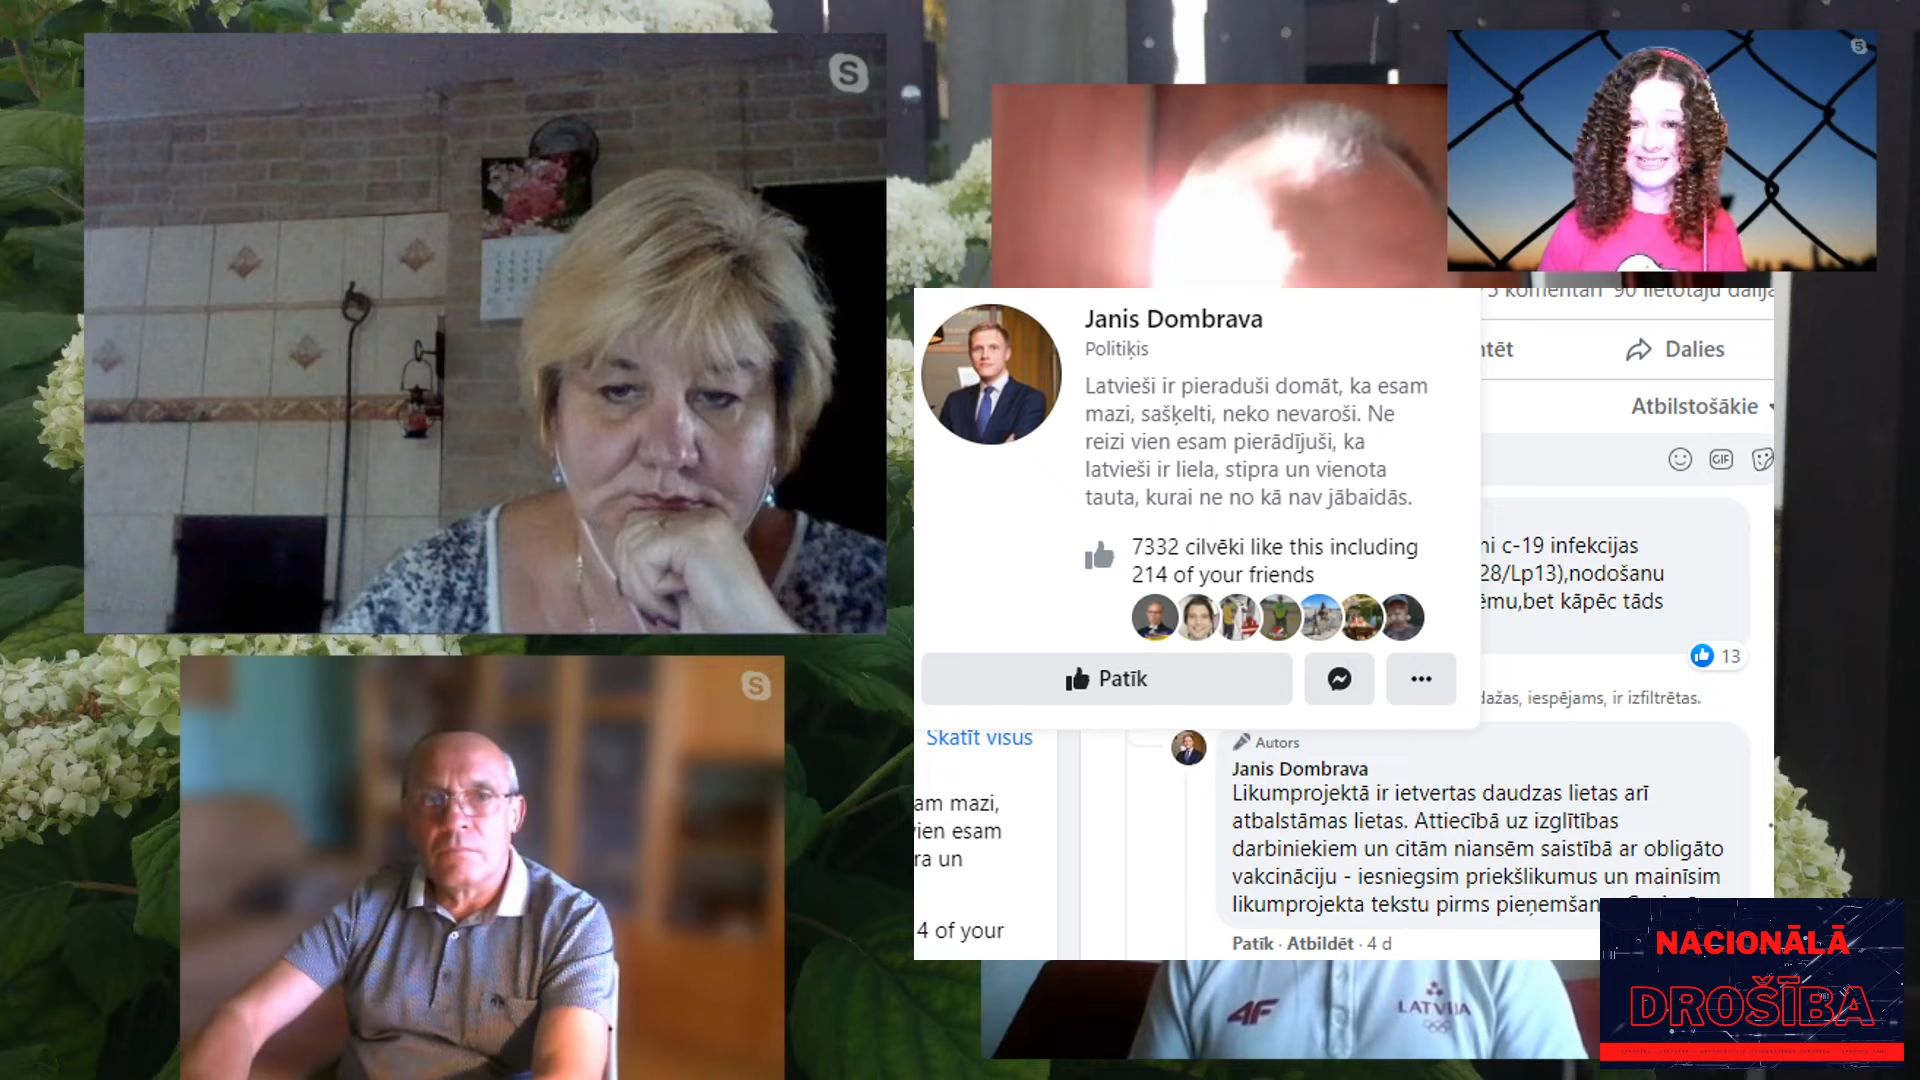 Janis Dombrava
Politiķis
Latvieši ir pieraduši domāt, ka esam
mazi, sašķelti, neko nevaroši. Ne
reizi vien esam pierādījuši, ka
latvieši ir liela, stipra un vienota
tauta, kurai ne no kā nav jābaidās.
7332 cilvēki like this including
214 of your friends
Patīk
90 lietotāju
ntēt
Dalies
Atbilstošākie
GIF
c-19 infekcijas
28/Lp13),nodošanu
ēmu,bet kāpēc tāds
13
dažas, iespējams, ir izfiltrētas.
Skatīt visus
am mazi,
vien esam
ra un
4 of your
Autors
Janis Dombrava
Likumprojektā ir ietvertas daudzas lietas arī
atbalstāmas lietas. Attiecībā uz izglītības
darbiniekiem un citām niansēm saistībā ar obligāto
vakcināciju - iesniegsim priekšlikumus un mainīsim
likumprojekta tekstu pirms pieņemšan
Patīk · Atbildēt · 4 d
4F
LATVIJA
NACIONĀLĀ
DROŠĪBA